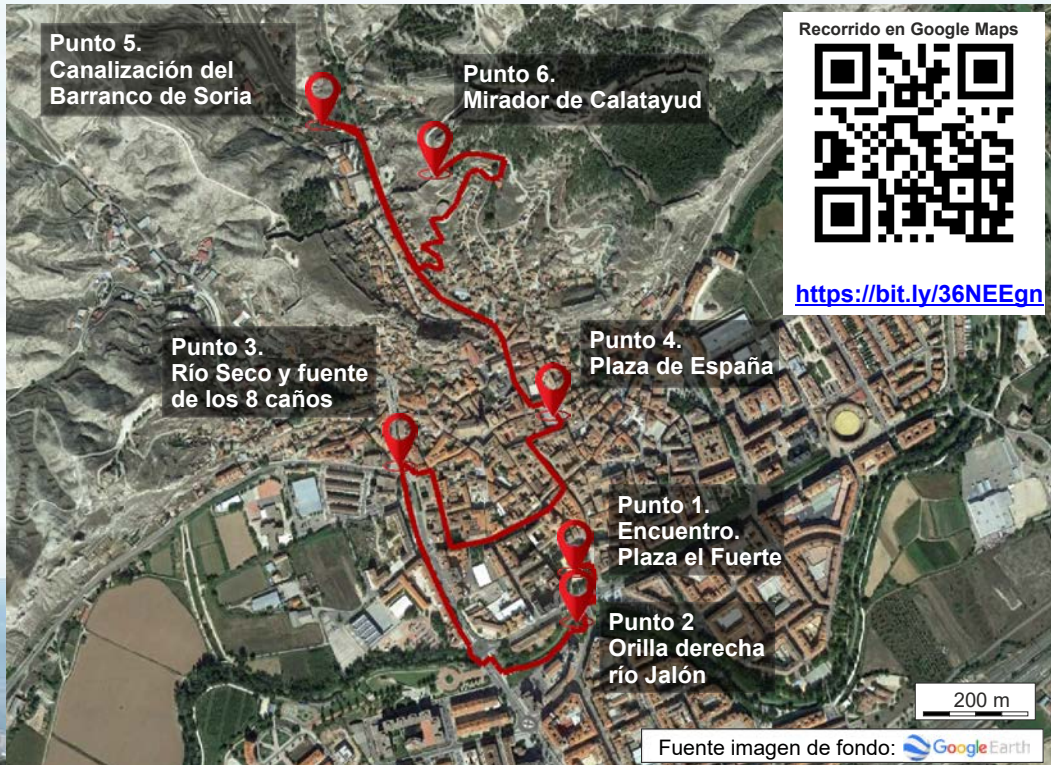 Punto 5.
Canalización del
Barranco de Soria
Punto 6.
Mirador de Calatayud
Recorrido en Google Maps
https://bit.ly/36NEEgn
Punto 3.
Río Seco y fuente
de los 8 caños
Punto 4.
Plaza de España
Punto 1.
Encuentro.
Plaza el Fuerte
Punto 2
Orilla derecha
río Jalón
200 m
Fuente imagen de fondo: Google Earth